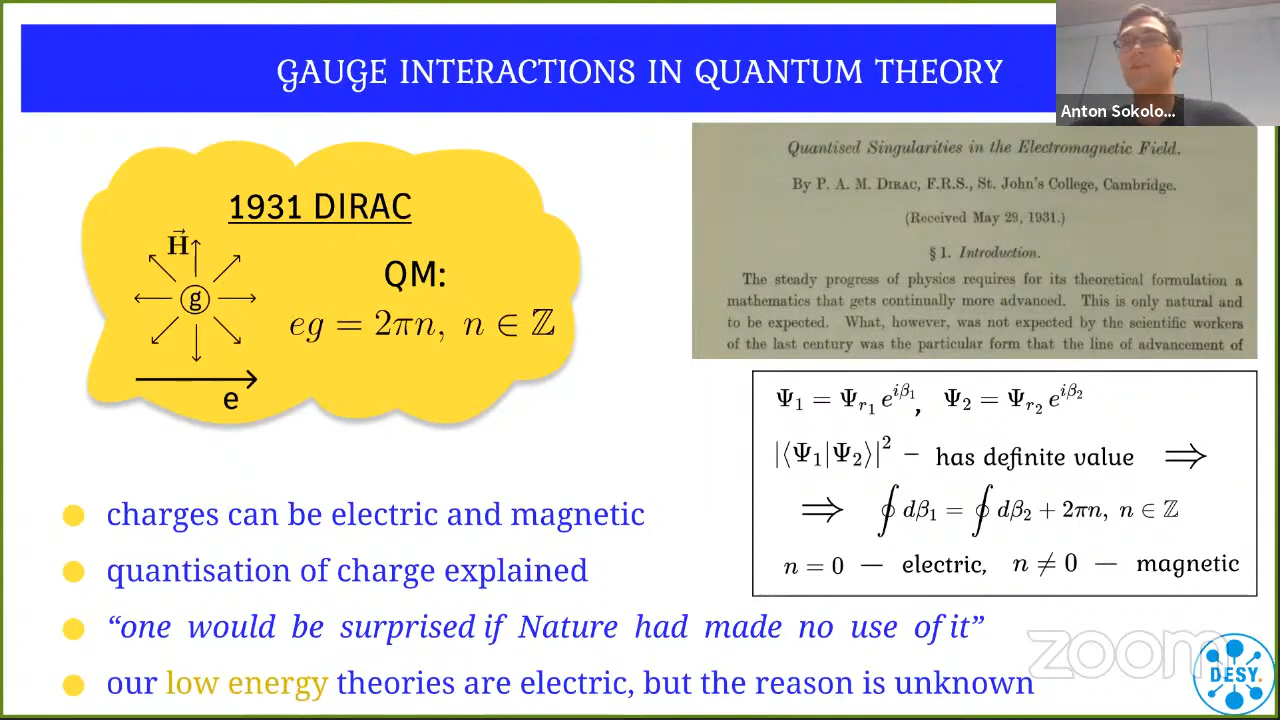 GAUGE INTERACTIONS IN QUANTUM THEORY
Anton Sokolo...
1931 DIRAC
H⃗
g
e
QM:
eg = 2πn, n ∈ ℤ
Quantised Singularities in the Electromagnetic Field.
By P. A. M. DIRAC, F.R.S., St. John's College, Cambridge.
(Received May 29, 1931.)
§ 1. Introduction.
The steady progress of physics requires for its theoretical formulation a
mathematics that gets continually more advanced. This is only natural and
to be expected. What, however, was not expected by the scientific workers
of the last century was the particular form that the line of advancement of
Ψ₁ = Ψ_{r₁} e^{iβ₁}, Ψ₂ = Ψ_{r₂} e^{iβ₂}
|⟨Ψ₁|Ψ₂⟩|² – has definite value ⟹
⟹ ∮ dβ₁ = ∮ dβ₂ + 2πn, n ∈ ℤ
n = 0 — electric, n ≠ 0 — magnetic
charges can be electric and magnetic
quantisation of charge explained
“one would be surprised if Nature had made no use of it”
our low energy theories are electric, but the reason is unknown
zoom
DESY.